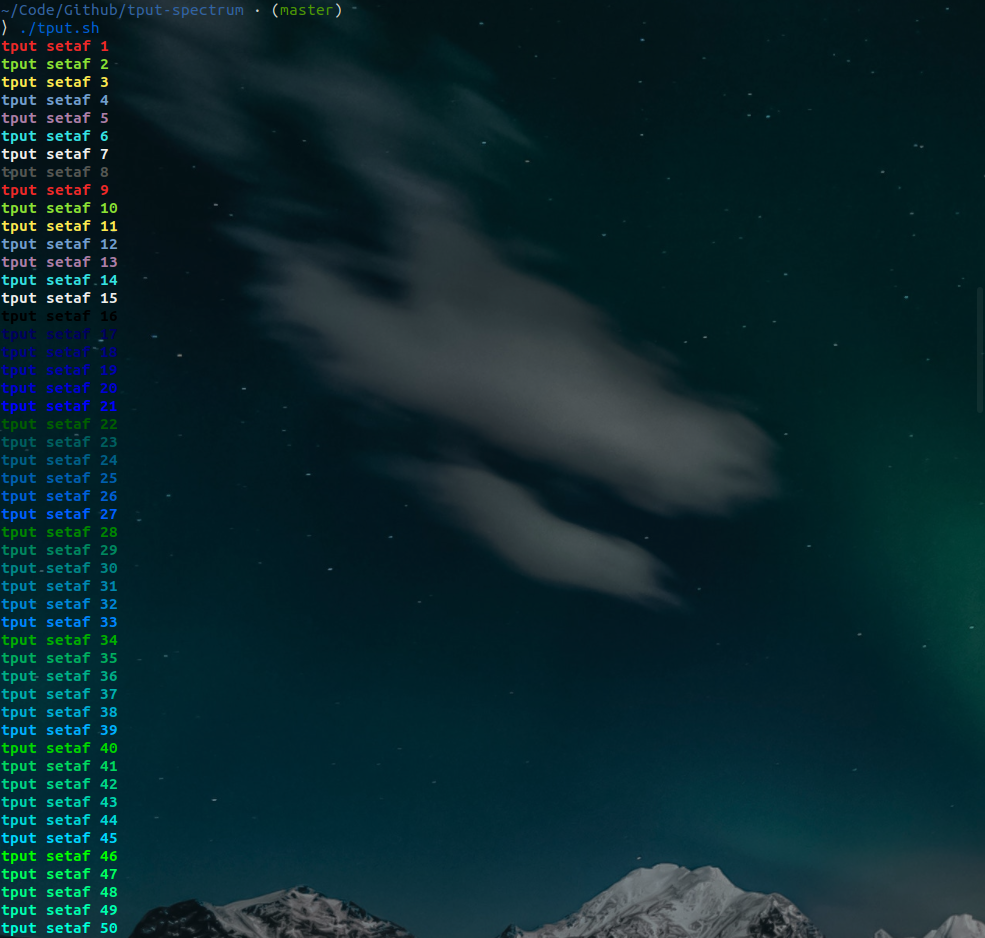 ~/Code/Github/tput-spectrum · (master)
⟩ ./tput.sh
tput setaf 1
tput setaf 2
tput setaf 3
tput setaf 4
tput setaf 5
tput setaf 6
tput setaf 7
tput setaf 8
tput setaf 9
tput setaf 10
tput setaf 11
tput setaf 12
tput setaf 13
tput setaf 14
tput setaf 15
tput setaf 16
tput setaf 17
tput setaf 18
tput setaf 19
tput setaf 20
tput setaf 21
tput setaf 22
tput setaf 23
tput setaf 24
tput setaf 25
tput setaf 26
tput setaf 27
tput setaf 28
tput setaf 29
tput setaf 30
tput setaf 31
tput setaf 32
tput setaf 33
tput setaf 34
tput setaf 35
tput setaf 36
tput setaf 37
tput setaf 38
tput setaf 39
tput setaf 40
tput setaf 41
tput setaf 42
tput setaf 43
tput setaf 44
tput setaf 45
tput setaf 46
tput setaf 47
tput setaf 48
tput setaf 49
tput setaf 50